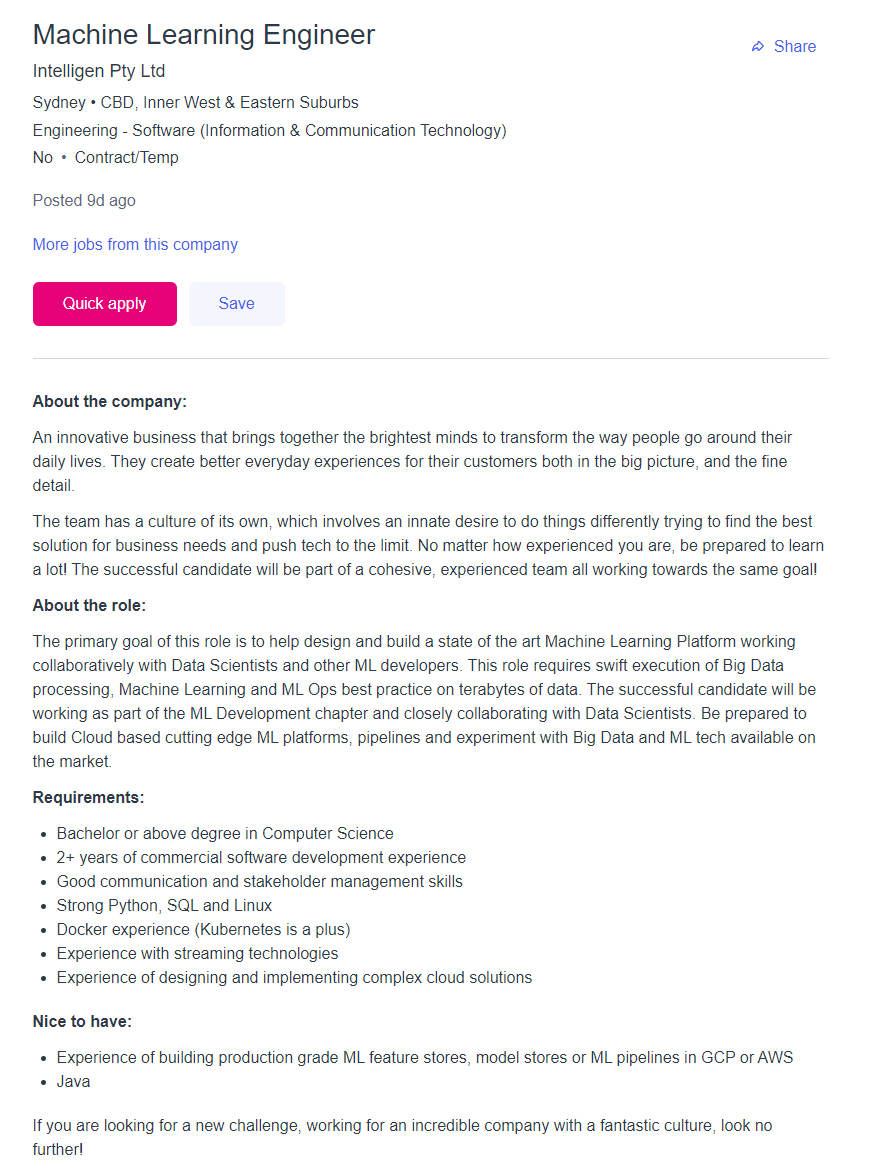 Machine Learning Engineer
Share
Intelligen Pty Ltd
Sydney • CBD, Inner West & Eastern Suburbs
Engineering - Software (Information & Communication Technology)
No • Contract/Temp
Posted 9d ago
More jobs from this company
Quick apply
Save
About the company:
An innovative business that brings together the brightest minds to transform the way people go around their
daily lives. They create better everyday experiences for their customers both in the big picture, and the fine
detail.
The team has a culture of its own, which involves an innate desire to do things differently trying to find the best
solution for business needs and push tech to the limit. No matter how experienced you are, be prepared to learn
a lot! The successful candidate will be part of a cohesive, experienced team all working towards the same goal!
About the role:
The primary goal of this role is to help design and build a state of the art Machine Learning Platform working
collaboratively with Data Scientists and other ML developers. This role requires swift execution of Big Data
processing, Machine Learning and ML Ops best practice on terabytes of data. The successful candidate will be
working as part of the ML Development chapter and closely collaborating with Data Scientists. Be prepared to
build Cloud based cutting edge ML platforms, pipelines and experiment with Big Data and ML tech available on
the market.
Requirements:
• Bachelor or above degree in Computer Science
• 2+ years of commercial software development experience
• Good communication and stakeholder management skills
• Strong Python, SQL and Linux
• Docker experience (Kubernetes is a plus)
• Experience with streaming technologies
• Experience of designing and implementing complex cloud solutions
Nice to have:
• Experience of building production grade ML feature stores, model stores or ML pipelines in GCP or AWS
• Java
If you are looking for a new challenge, working for an incredible company with a fantastic culture, look no
further!